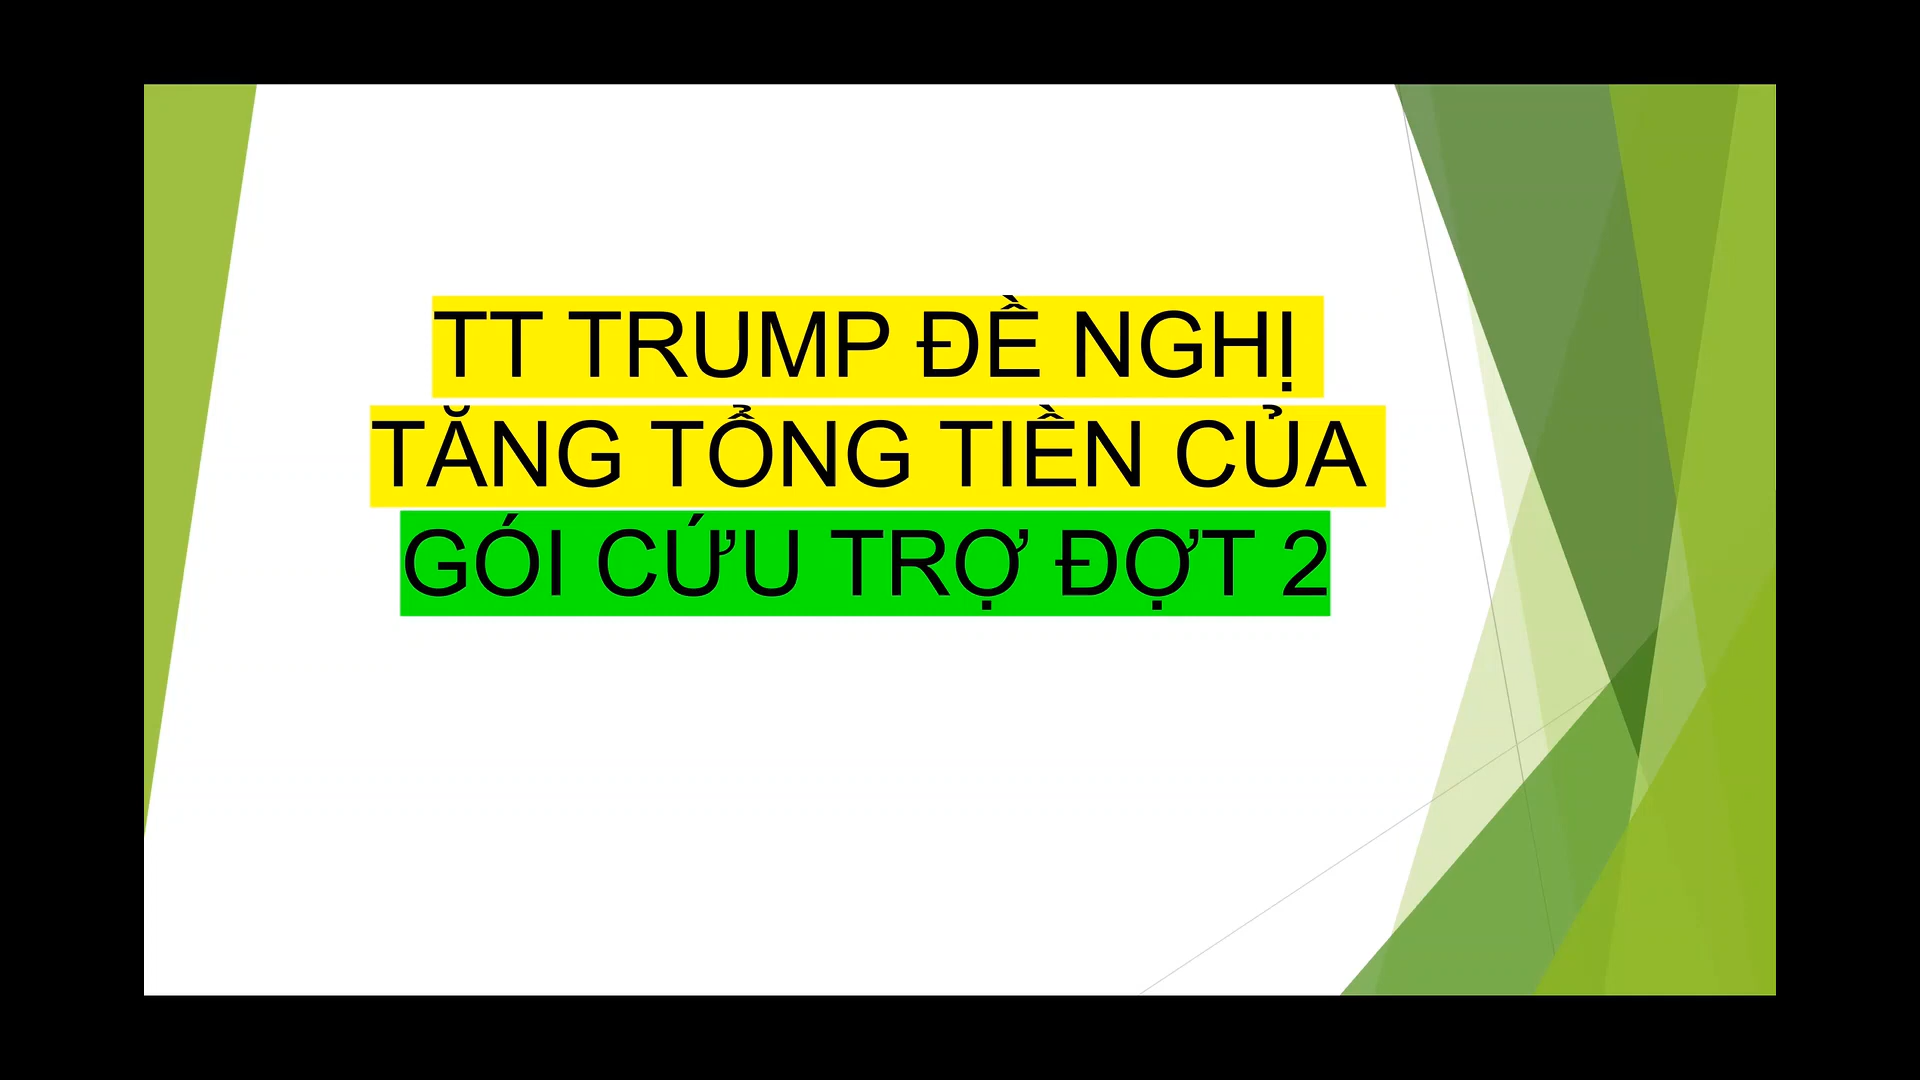 TT TRUMP ĐỀ NGHỊ
TĂNG TỔNG TIỀN CỦA
GÓI CỨU TRỢ ĐỢT 2